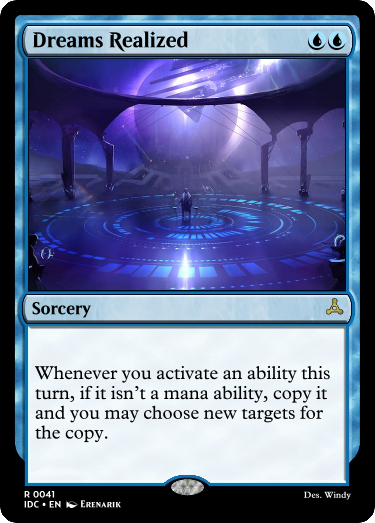 Dreams Realized
Sorcery
Whenever you activate an ability this
turn, if it isn't a mana ability, copy it
and you may choose new targets for
the copy.
R 0041
IDC • EN Erenarik
Des. Windy